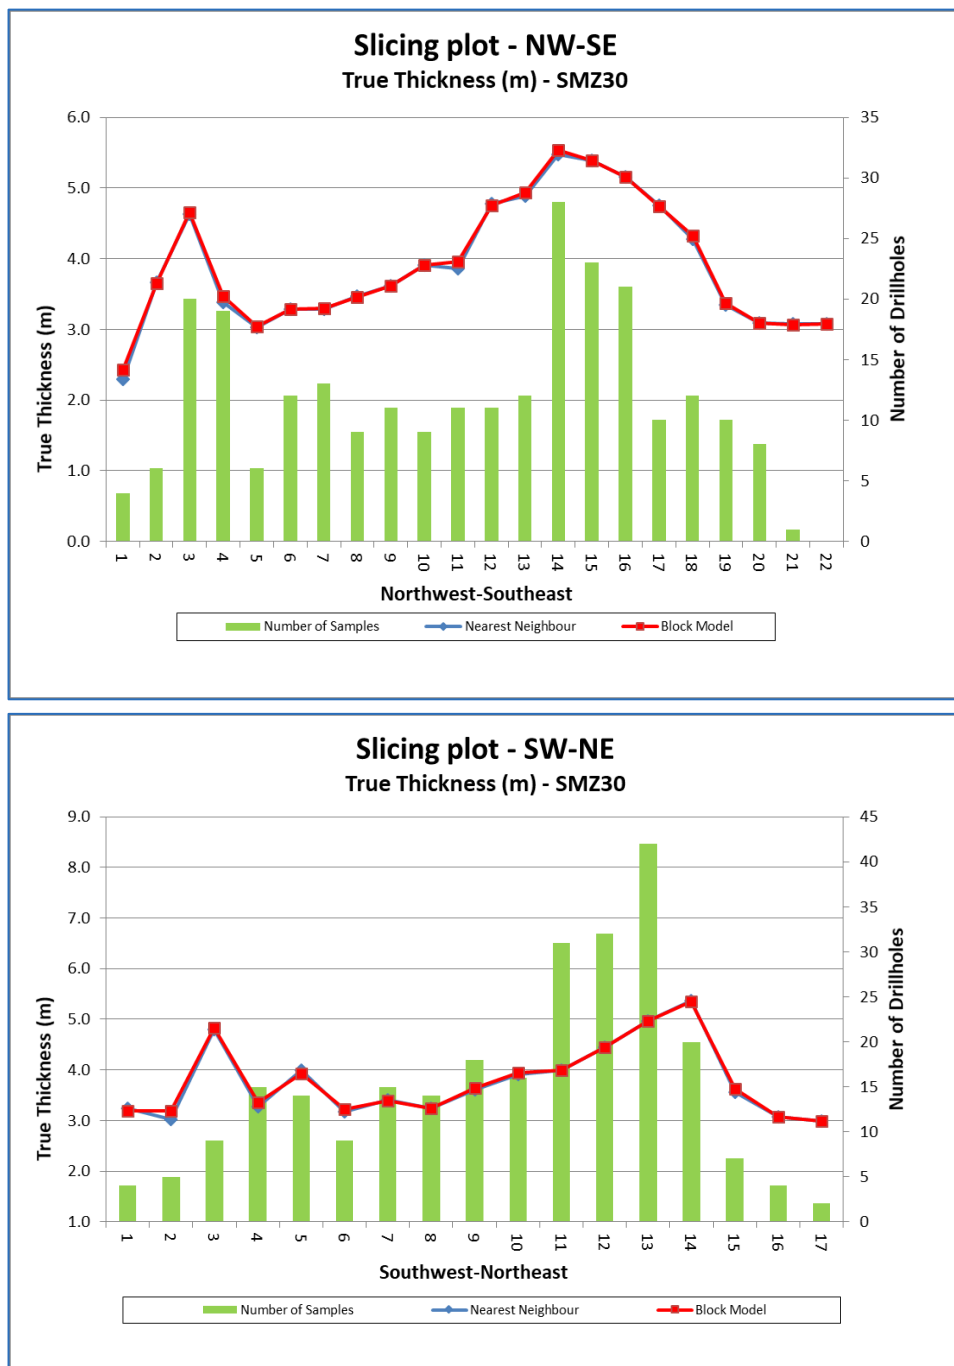 Slicing plot - NW-SE
True Thickness (m) - SMZ30
6.0
5.0
4.0
3.0
2.0
1.0
0.0
True Thickness (m)
35
30
25
20
15
10
5
0
Number of Drillholes
1 2 3 4 5 6 7 8 9 10 11 12 13 14 15 16 17 18 19 20 21 22
Northwest-Southeast
Number of Samples Nearest Neighbour Block Model
Slicing plot - SW-NE
True Thickness (m) - SMZ30
9.0
8.0
7.0
6.0
5.0
4.0
3.0
2.0
1.0
True Thickness (m)
45
40
35
30
25
20
15
10
5
0
Number of Drillholes
1 2 3 4 5 6 7 8 9 10 11 12 13 14 15 16 17
Southwest-Northeast
Number of Samples Nearest Neighbour Block Model